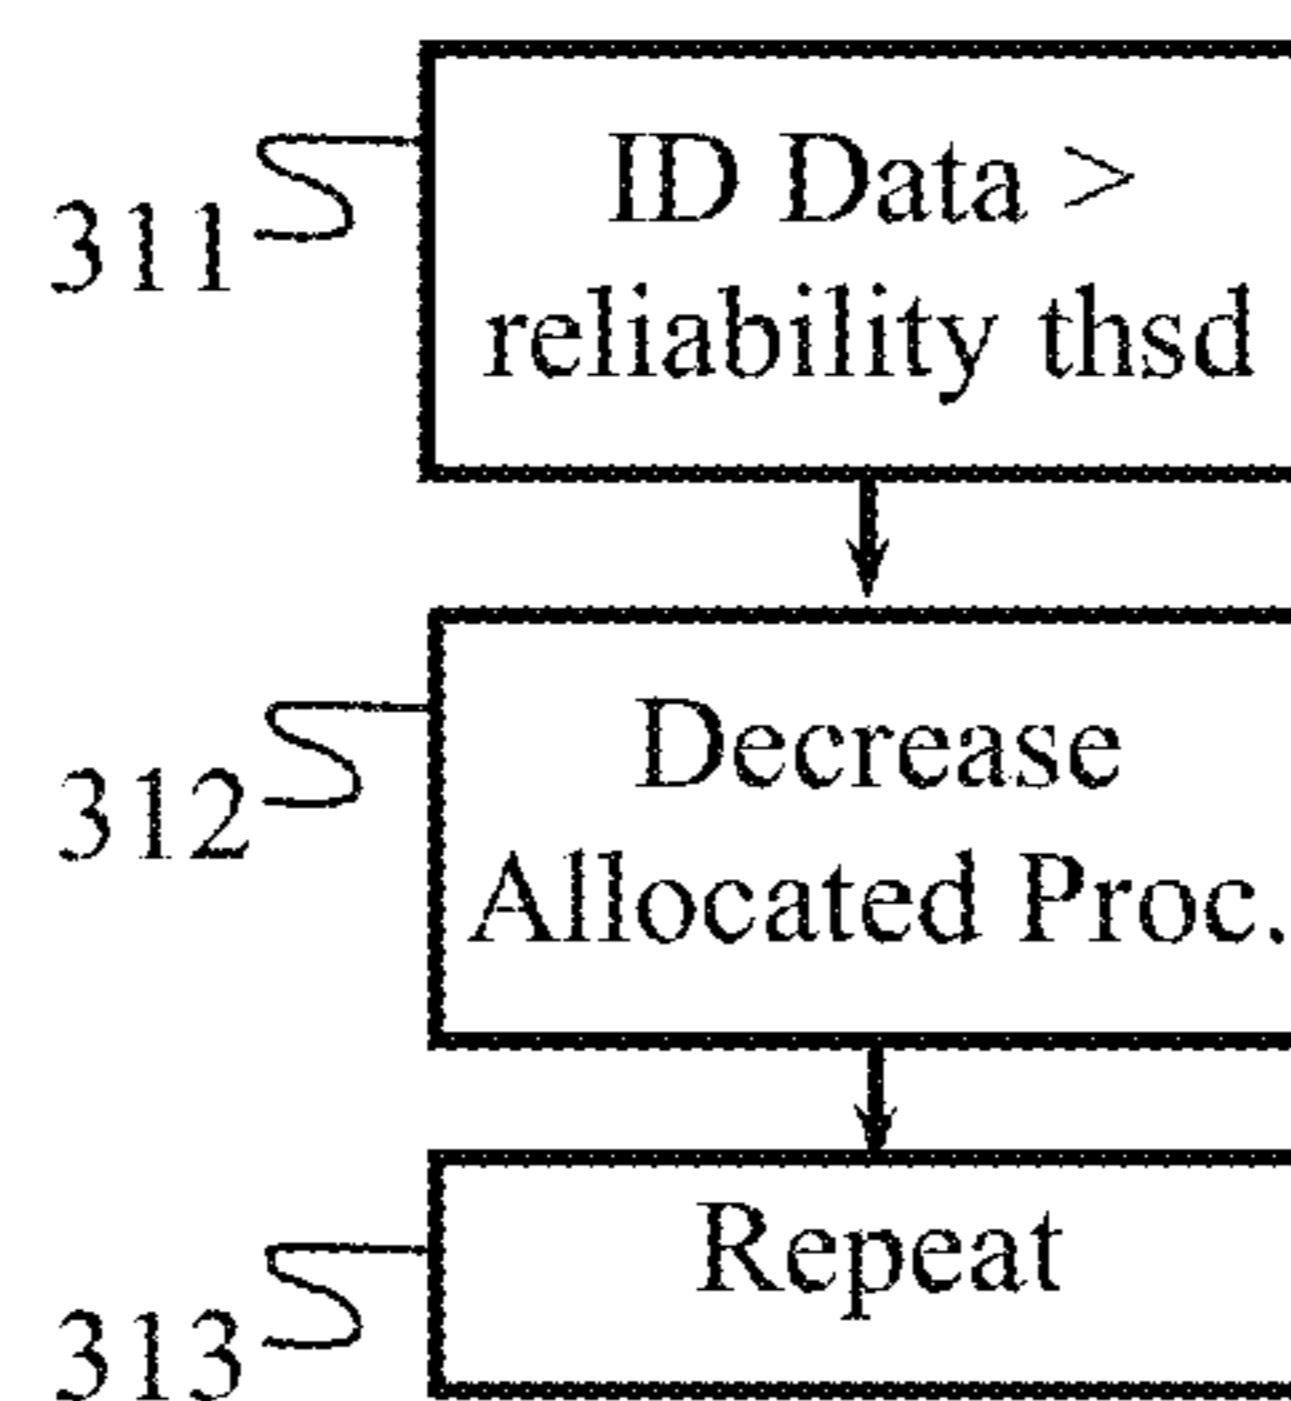 ID Data >
311
reliability thsd
Decrease
312
Allocated Proc.
Repeat
313